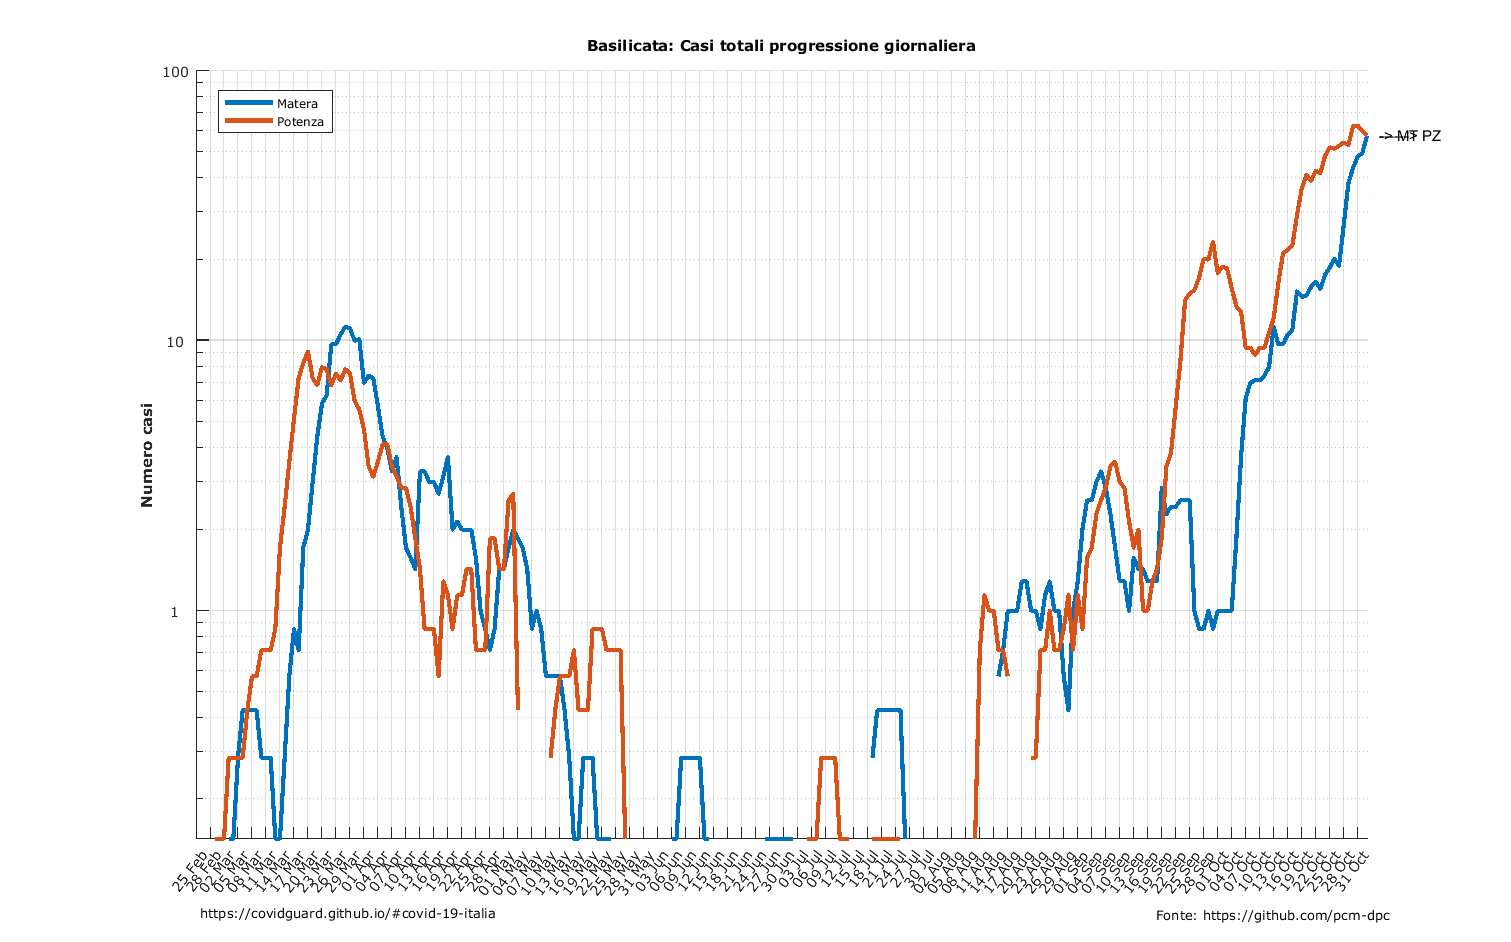 Basilicata: Casi totali progressione giornaliera
100
10
1
Numero casi
Matera
Potenza
-> MT PZ
25 Feb
28 Feb
02 Mar
05 Mar
08 Mar
11 Mar
14 Mar
17 Mar
20 Mar
23 Mar
26 Mar
29 Mar
01 Apr
04 Apr
07 Apr
10 Apr
13 Apr
16 Apr
19 Apr
22 Apr
25 Apr
28 Apr
01 May
04 May
07 May
10 May
13 May
16 May
19 May
22 May
25 May
28 May
31 May
03 Jun
06 Jun
09 Jun
12 Jun
15 Jun
18 Jun
21 Jun
24 Jun
27 Jun
30 Jun
03 Jul
06 Jul
09 Jul
12 Jul
15 Jul
18 Jul
21 Jul
24 Jul
27 Jul
30 Jul
02 Aug
05 Aug
08 Aug
11 Aug
14 Aug
17 Aug
20 Aug
23 Aug
26 Aug
29 Aug
01 Sep
04 Sep
07 Sep
10 Sep
13 Sep
16 Sep
19 Sep
22 Sep
25 Sep
28 Sep
01 Oct
04 Oct
07 Oct
10 Oct
13 Oct
16 Oct
19 Oct
22 Oct
25 Oct
28 Oct
31 Oct
https://covidguard.github.io/#covid-19-italia
Fonte: https://github.com/pcm-dpc